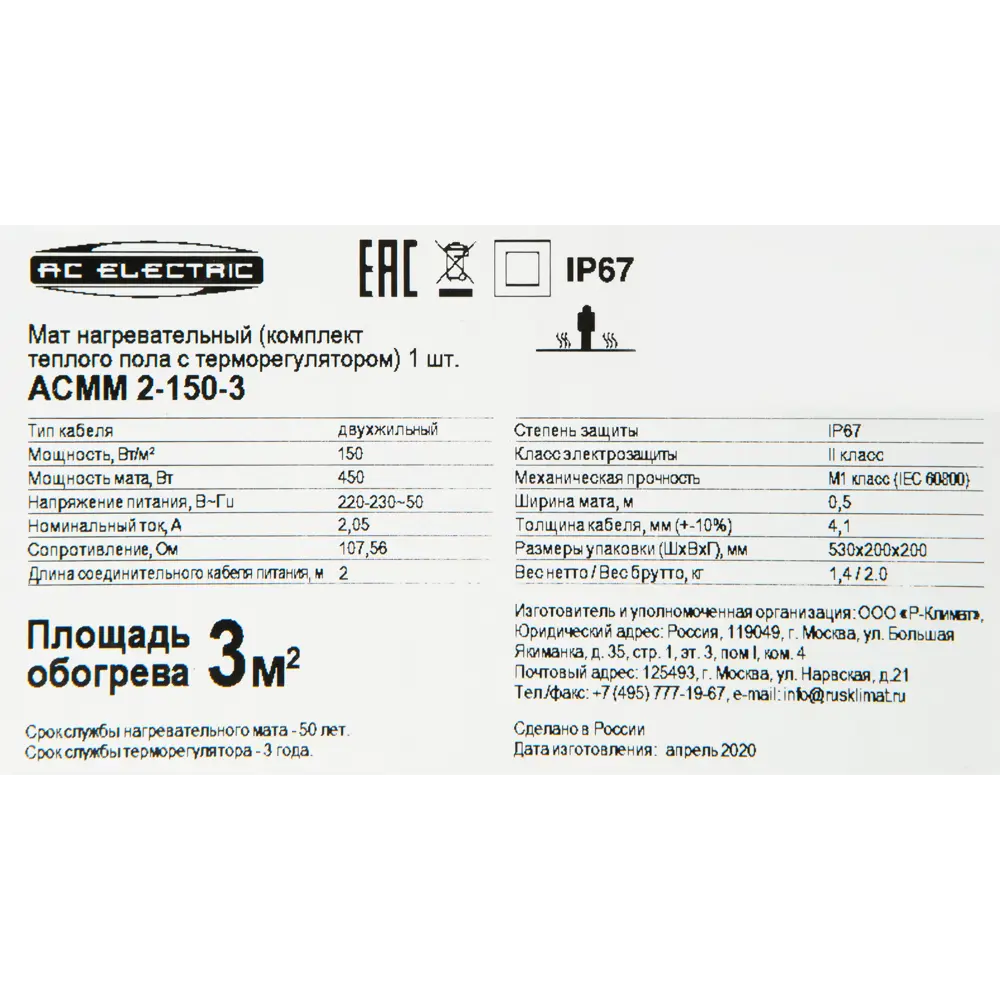 AC ELECTRIC
EAC
IP67
Мат нагревательный (комплект
теплого пола с терморегулятором) 1 шт.
АСММ 2-150-3
Тип кабеля двухжильный
Мощность, Вт/м² 150
Мощность мата, Вт 450
Напряжение питания, В~Гц 220-230~50
Номинальный ток, А 2,05
Сопротивление, Ом 107,56
Длина соединительного кабеля питания, м 2
Площадь
обогрева 3 м²
Срок службы нагревательного мата - 50 лет.
Срок службы терморегулятора - 3 года.
Степень защиты IP67
Класс электрозащиты II класс
Механическая прочность М1 класс (IEC 60800)
Ширина мата, м 0,5
Толщина кабеля, мм (+-10%) 4,1
Размеры упаковки (ШхВхГ), мм 530х200х200
Вес нетто / Вес брутто, кг 1,4 / 2.0
Изготовитель и уполномоченная организация: ООО «Р-Климат»,
Юридический адрес: Россия, 119049, г. Москва, ул. Большая
Якиманка, д. 35, стр. 1, эт. 3, пом I, ком. 4
Почтовый адрес: 125493, г. Москва, ул. Нарвская, д.21
Тел./факс: +7 (495) 777-19-67, e-mail: info@rusklimat.ru
Сделано в России
Дата изготовления: апрель 2020